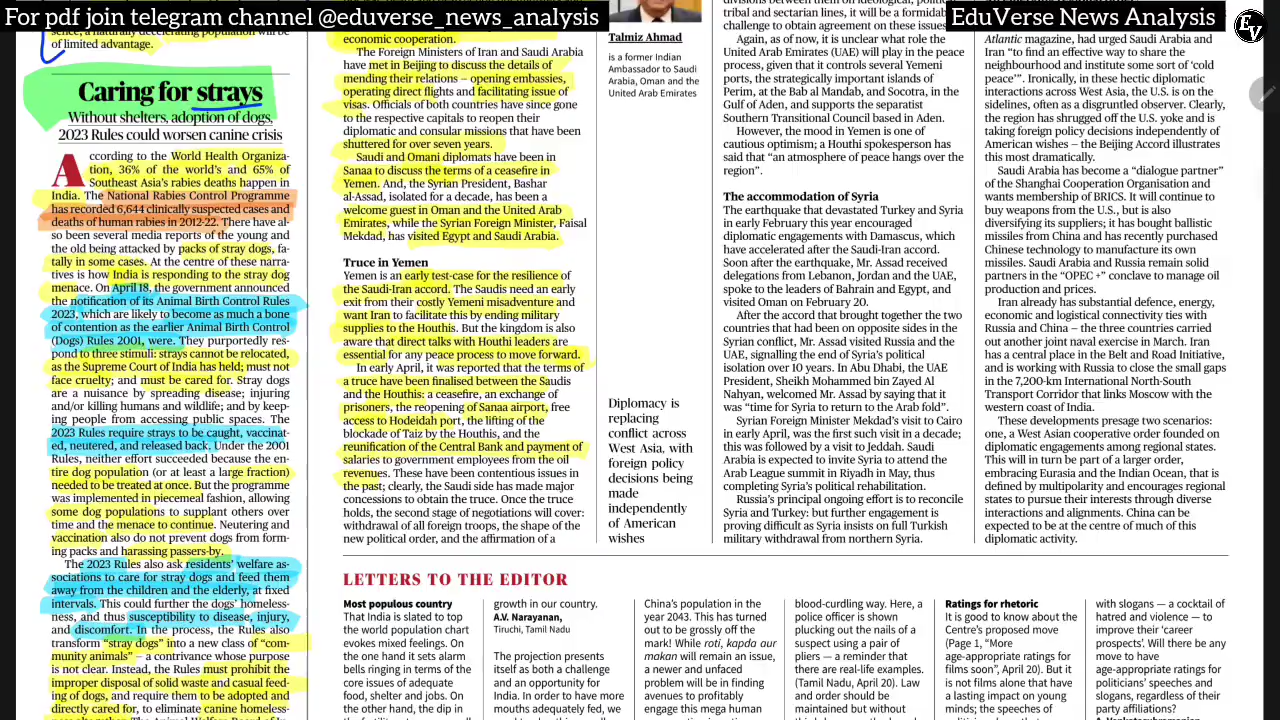 For pdf join telegram channel @eduverse_news_analysis
EduVerse News Analysis
EV
of limited advantage.
Caring for strays
Without shelters, adoption of dogs,
2023 Rules could worsen canine crisis
According to the World Health Organiza-
tion, 36% of the world's and 65% of
Southeast Asia's rabies deaths happen in
India. The National Rabies Control Programme
has recorded 6,644 clinically suspected cases and
deaths of human rabies in 2012-22. There have al-
so been several media reports of the young and
the old being attacked by packs of stray dogs, fa-
tally in some cases. At the centre of these narra-
tives is how India is responding to the stray dog
menace. On April 18, the government announced
the notification of its Animal Birth Control Rules
2023, which are likely to become as much a bone
of contention as the earlier Animal Birth Control
(Dogs) Rules 2001, were. They purportedly res-
pond to three stimuli: strays cannot be relocated,
as the Supreme Court of India has held; must not
face cruelty; and must be cared for. Stray dogs
are a nuisance by spreading disease; injuring
and/or killing humans and wildlife; and by keep-
ing people from accessing public spaces. The
2023 Rules require strays to be caught, vaccinat-
ed, neutered, and released back. Under the 2001
Rules, neither effort succeeded because the en-
tire dog population (or at least a large fraction)
needed to be treated at once. But the programme
was implemented in piecemeal fashion, allowing
some dog populations to supplant others over
time and the menace to continue. Neutering and
vaccination also do not prevent dogs from form-
ing packs and harassing passers-by.
The 2023 Rules also ask residents' welfare as-
sociations to care for stray dogs and feed them
away from the children and the elderly, at fixed
intervals. This could further the dogs' homeless-
ness, and thus susceptibility to disease, injury,
and discomfort. In the process, the Rules also
transform "stray dogs" into a new class of "com-
munity animals" – a contrivance whose purpose
is not clear. Instead, the Rules must prohibit the
improper disposal of solid waste and casual feed-
ing of dogs, and require them to be adopted and
directly cared for, to eliminate canine homeless-
economic cooperation.
The Foreign Ministers of Iran and Saudi Arabia
have met in Beijing to discuss the details of
mending their relations – opening embassies,
operating direct flights and facilitating issue of
visas. Officials of both countries have since gone
to the respective capitals to reopen their
diplomatic and consular missions that have been
shuttered for over seven years.
Saudi and Omani diplomats have been in
Sanaa to discuss the terms of a ceasefire in
Yemen. And, the Syrian President, Bashar
al-Assad, isolated for a decade, has been a
welcome guest in Oman and the United Arab
Emirates, while the Syrian Foreign Minister, Faisal
Mekdad, has visited Egypt and Saudi Arabia.
Truce in Yemen
Yemen is an early test-case for the resilience of
the Saudi-Iran accord. The Saudis need an early
exit from their costly Yemeni misadventure and
want Iran to facilitate this by ending military
supplies to the Houthis. But the kingdom is also
aware that direct talks with Houthi leaders are
essential for any peace process to move forward.
In early April, it was reported that the terms of
a truce have been finalised between the Saudis
and the Houthis: a ceasefire, an exchange of
prisoners, the reopening of Sanaa airport, free
access to Hodeidah port, the lifting of the
blockade of Taiz by the Houthis, and the
reunification of the Central Bank and payment of
salaries to government employees from the oil
revenues. These have been contentious issues in
the past; clearly, the Saudi side has made major
concessions to obtain the truce. Once the truce
holds, the second stage of negotiations will cover:
withdrawal of all foreign troops, the shape of the
new political order, and the affirmation of a
Talmiz Ahmad
is a former Indian
Ambassador to Saudi
Arabia, Oman and the
United Arab Emirates
Diplomacy is
replacing
conflict across
West Asia, with
foreign policy
decisions being
made
independently
of American
wishes
tribal and sectarian lines, it will be a formidable
challenge to obtain agreement on these issues.
Again, as of now, it is unclear what role the
United Arab Emirates (UAE) will play in the peace
process, given that it controls several Yemeni
ports, the strategically important islands of
Perim, at the Bab al Mandab, and Socotra, in the
Gulf of Aden, and supports the separatist
Southern Transitional Council based in Aden.
However, the mood in Yemen is one of
cautious optimism; a Houthi spokesperson has
said that "an atmosphere of peace hangs over the
region".
The accommodation of Syria
The earthquake that devastated Turkey and Syria
in early February this year encouraged
diplomatic engagements with Damascus, which
have accelerated after the Saudi-Iran accord.
Soon after the earthquake, Mr. Assad received
delegations from Lebanon, Jordan and the UAE,
spoke to the leaders of Bahrain and Egypt, and
visited Oman on February 20.
After the accord that brought together the two
countries that had been on opposite sides in the
Syrian conflict, Mr. Assad visited Russia and the
UAE, signalling the end of Syria's political
isolation over 10 years. In Abu Dhabi, the UAE
President, Sheikh Mohammed bin Zayed Al
Nahyan, welcomed Mr. Assad by saying that it
was "time for Syria to return to the Arab fold".
Syrian Foreign Minister Mekdad's visit to Cairo
in early April, was the first such visit in a decade;
this was followed by a visit to Jeddah. Saudi
Arabia is expected to invite Syria to attend the
Arab League summit in Riyadh in May, thus
completing Syria's political rehabilitation.
Russia's principal ongoing effort is to reconcile
Syria and Turkey: but further engagement is
proving difficult as Syria insists on full Turkish
military withdrawal from northern Syria.
Atlantic magazine, had urged Saudi Arabia and
Iran "to find an effective way to share the
neighbourhood and institute some sort of 'cold
peace'". Ironically, in these hectic diplomatic
interactions across West Asia, the U.S. is on the
sidelines, often as a disgruntled observer. Clearly,
the region has shrugged off the U.S. yoke and is
taking foreign policy decisions independently of
American wishes – the Beijing Accord illustrates
this most dramatically.
Saudi Arabia has become a "dialogue partner"
of the Shanghai Cooperation Organisation and
wants membership of BRICS. It will continue to
buy weapons from the U.S., but is also
diversifying its suppliers; it has bought ballistic
missiles from China and has recently purchased
Chinese technology to manufacture its own
missiles. Saudi Arabia and Russia remain solid
partners in the "OPEC +" conclave to manage oil
production and prices.
Iran already has substantial defence, energy,
economic and logistical connectivity ties with
Russia and China – the three countries carried
out another joint naval exercise in March. Iran
has a central place in the Belt and Road Initiative,
and is working with Russia to close the small gaps
in the 7,200-km International North-South
Transport Corridor that links Moscow with the
western coast of India.
These developments presage two scenarios:
one, a West Asian cooperative order founded on
diplomatic engagements among regional states.
This will in turn be part of a larger order,
embracing Eurasia and the Indian Ocean, that is
defined by multipolarity and encourages regional
states to pursue their interests through diverse
interactions and alignments. China can be
expected to be at the centre of much of this
diplomatic activity.
LETTERS TO THE EDITOR
Most populous country
That India is slated to top
the world population chart
evokes mixed feelings. On
the one hand it sets alarm
bells ringing in terms of the
core issues of adequate
food, shelter and jobs. On
the other hand, the dip in
growth in our country.
A.V. Narayanan,
Tiruchi, Tamil Nadu
The projection presents
itself as both a challenge
and an opportunity for
India. In order to have more
mouths adequately fed, we
China's population in the
year 2043. This has turned
out to be grossly off the
mark! While roti, kapda aur
makan will remain an issue,
a newer and unfaced
problem will be in finding
avenues to profitably
engage this mega human
blood-curdling way. Here, a
police officer is shown
plucking out the nails of a
suspect using a pair of
pliers — a reminder that
there are real-life examples.
(Tamil Nadu, April 20). Law
and order should be
maintained but without
Ratings for rhetoric
It is good to know about the
Centre's proposed move
(Page 1, "More
age-appropriate ratings for
films soon", April 20). But it
is not films alone that have
a lasting impact on young
minds; the speeches of
with slogans — a cocktail of
hatred and violence — to
improve their 'career
prospects'. Will there be any
move to have
age-appropriate ratings for
politicians' speeches and
slogans, regardless of their
party affiliations?